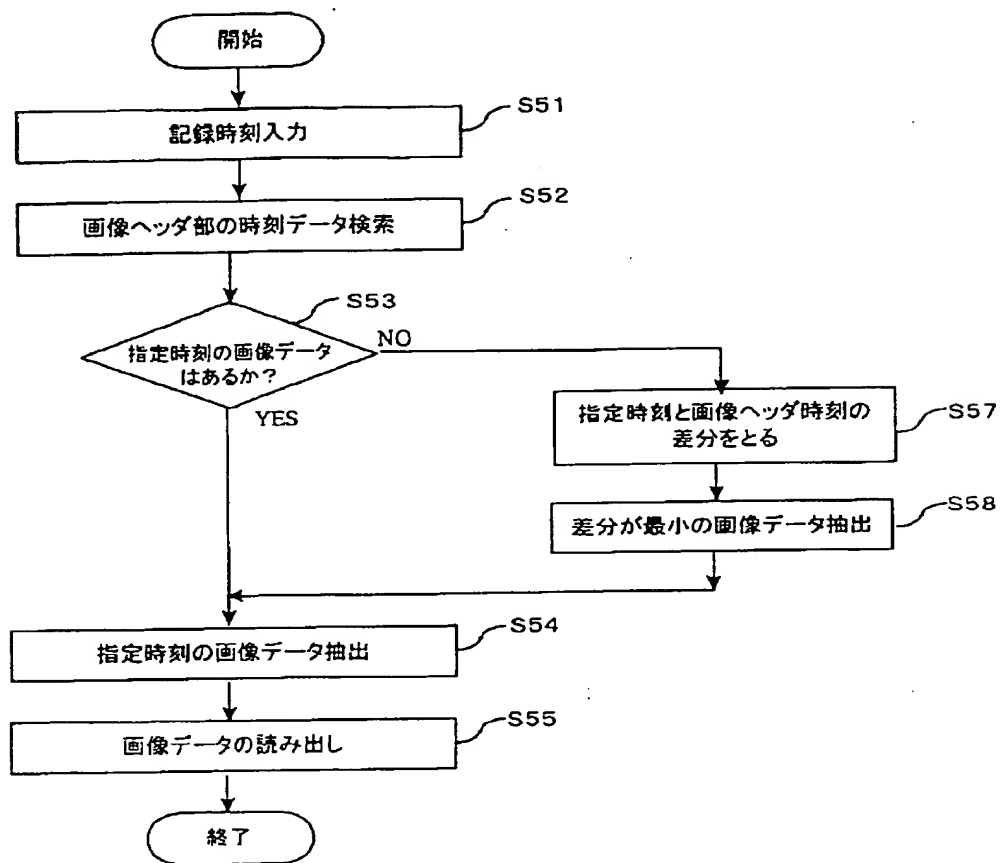 開始
S51
記録時刻入力
S52
画像ヘッダ部の時刻データ検索
S53
指定時刻の画像データ
はあるか?
NO
YES
指定時刻と画像ヘッダ時刻の
差分をとる
S57
差分が最小の画像データ抽出
S58
S54
指定時刻の画像データ抽出
S55
画像データの読み出し
終了